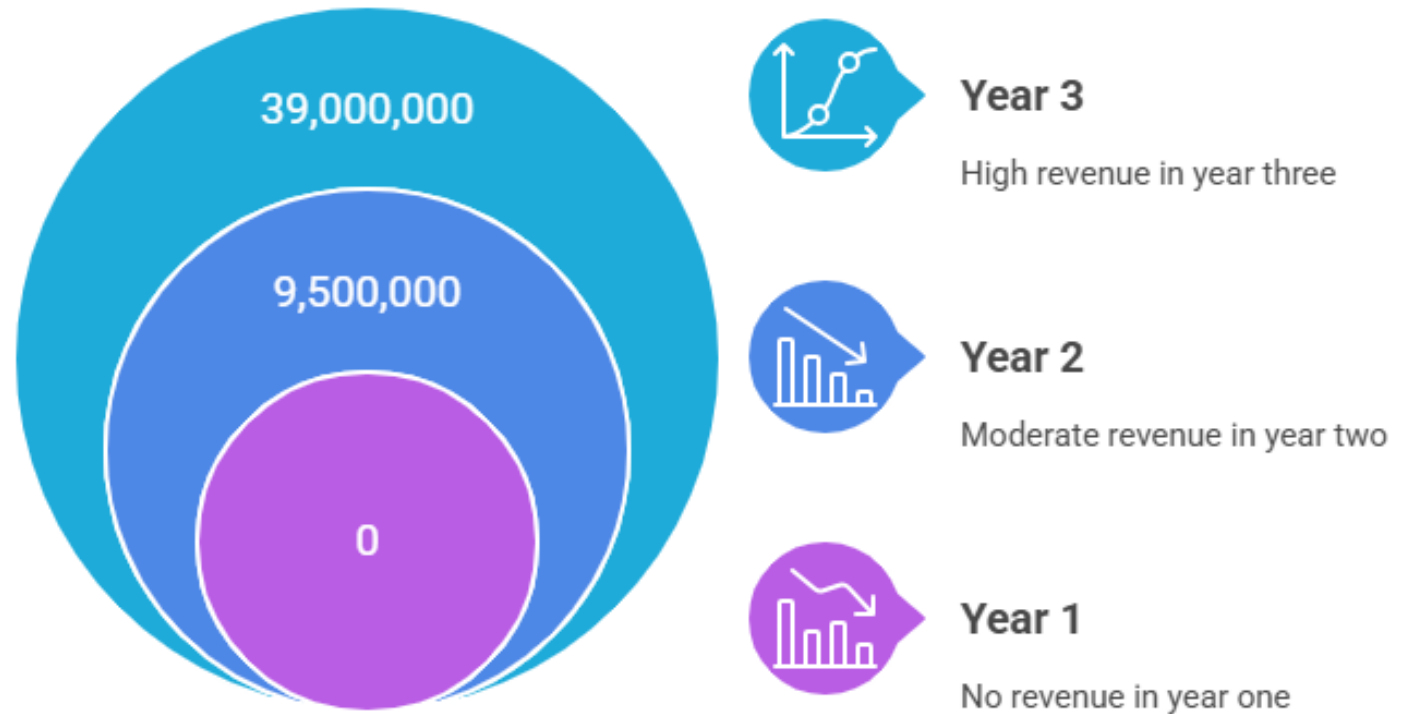 39,000,000
9,500,000
0
Year 3
High revenue in year three
Year 2
Moderate revenue in year two
Year 1
No revenue in year one